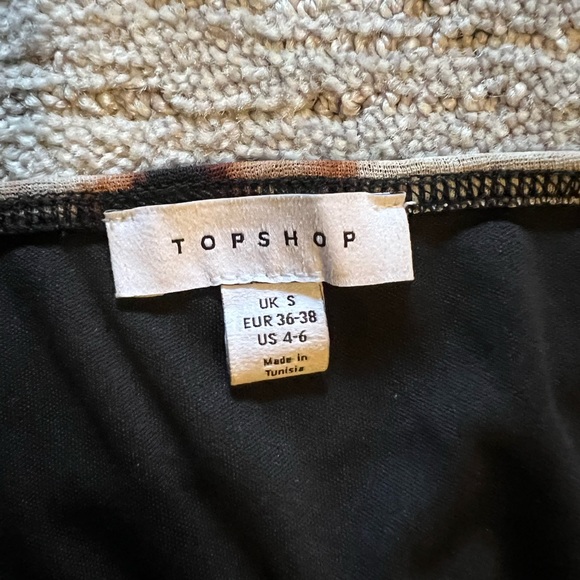 TOPSHOP
UK S
EUR 36-38
US 4-6
Made in
Tunisia